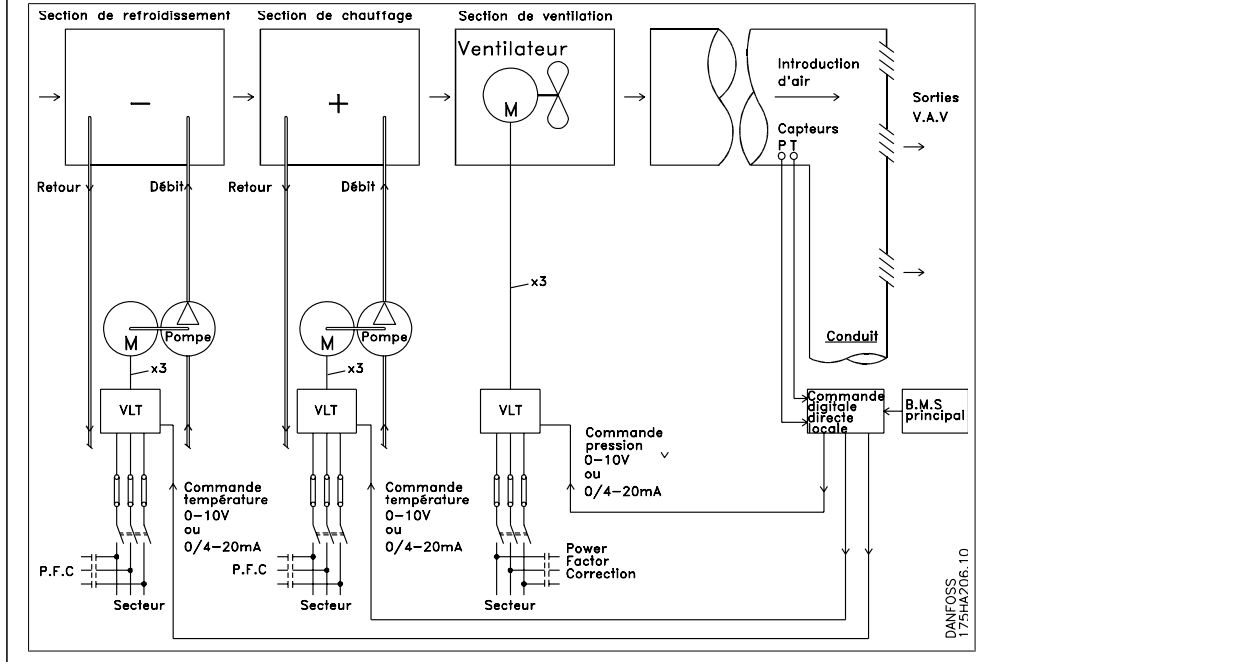 Section de refroidissement
Section de chauffage
Section de ventilation
Ventilateur
M
–
+
Introduction
d'air
Sorties
V.A.V
Capteurs
P T
Retour
Débit
Retour
Débit
x3
M
Pompe
M
Pompe
Conduit
x3
x3
VLT
VLT
VLT
Commande
digitale
directe
locale
B.M.S
principal
Commande
pression
0–10V
ou
0/4–20mA
Commande
température
0–10V
ou
0/4–20mA
Commande
température
0–10V
ou
0/4–20mA
P.F.C
P.F.C
Power
Factor
Correction
Secteur
Secteur
Secteur
DANFOSS
175HA206.10